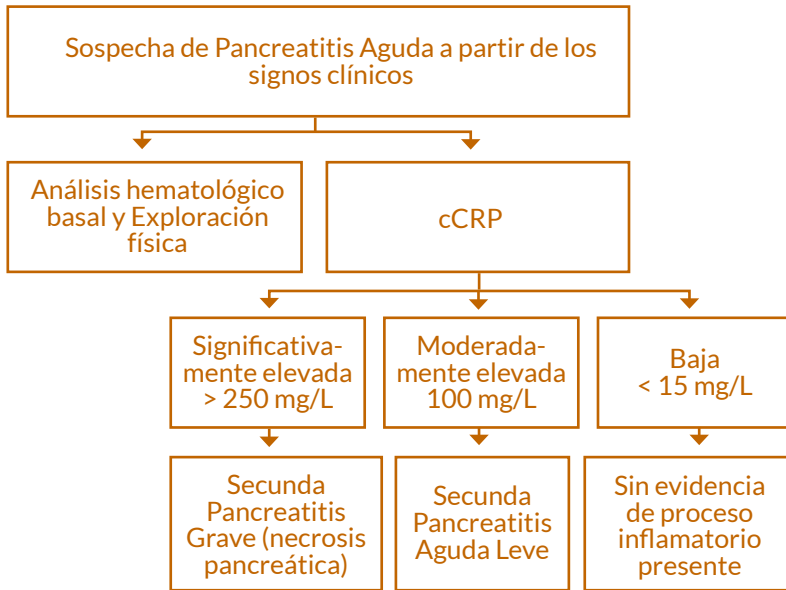 Sospecha de Pancreatitis Aguda a partir de los
signos clínicos
Análisis hematológico
basal y Exploración
física
cCRP
Significativa-
mente elevada
> 250 mg/L
Moderada-
mente elevada
100 mg/L
Baja
< 15 mg/L
Secunda
Pancreatitis
Grave (necrosis
pancreática)
Secunda
Pancreatitis
Aguda Leve
Sin evidencia
de proceso
inflamatorio
presente